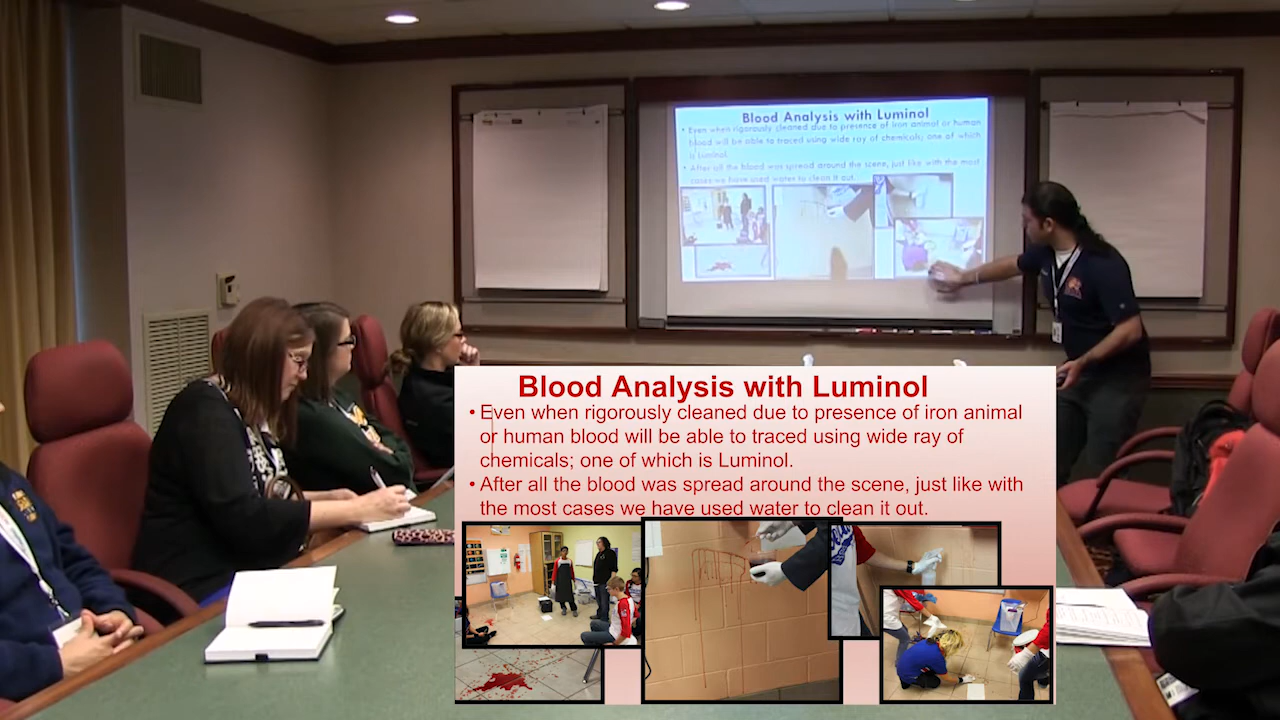 Blood Analysis with Luminol
• Even when rigorously cleaned due to presence of iron animal or human
blood will be able to traced using wide ray of chemicals; one of which
is Luminol.
• After all the blood was spread around the scene, just like with the most
cases we have used water to clean it out.
Blood Analysis with Luminol
• Even when rigorously cleaned due to presence of iron animal
or human blood will be able to traced using wide ray of
chemicals; one of which is Luminol.
• After all the blood was spread around the scene, just like with
the most cases we have used water to clean it out.